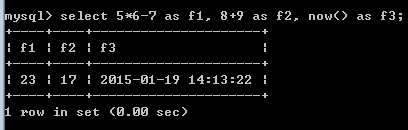 mysql> select 5*6-7 as f1, 8+9 as f2, now() as f3;
+----+----+---------------------+
| f1 | f2 | f3                  |
+----+----+---------------------+
| 23 | 17 | 2015-01-19 14:13:22 |
+----+----+---------------------+
1 row in set (0.00 sec)